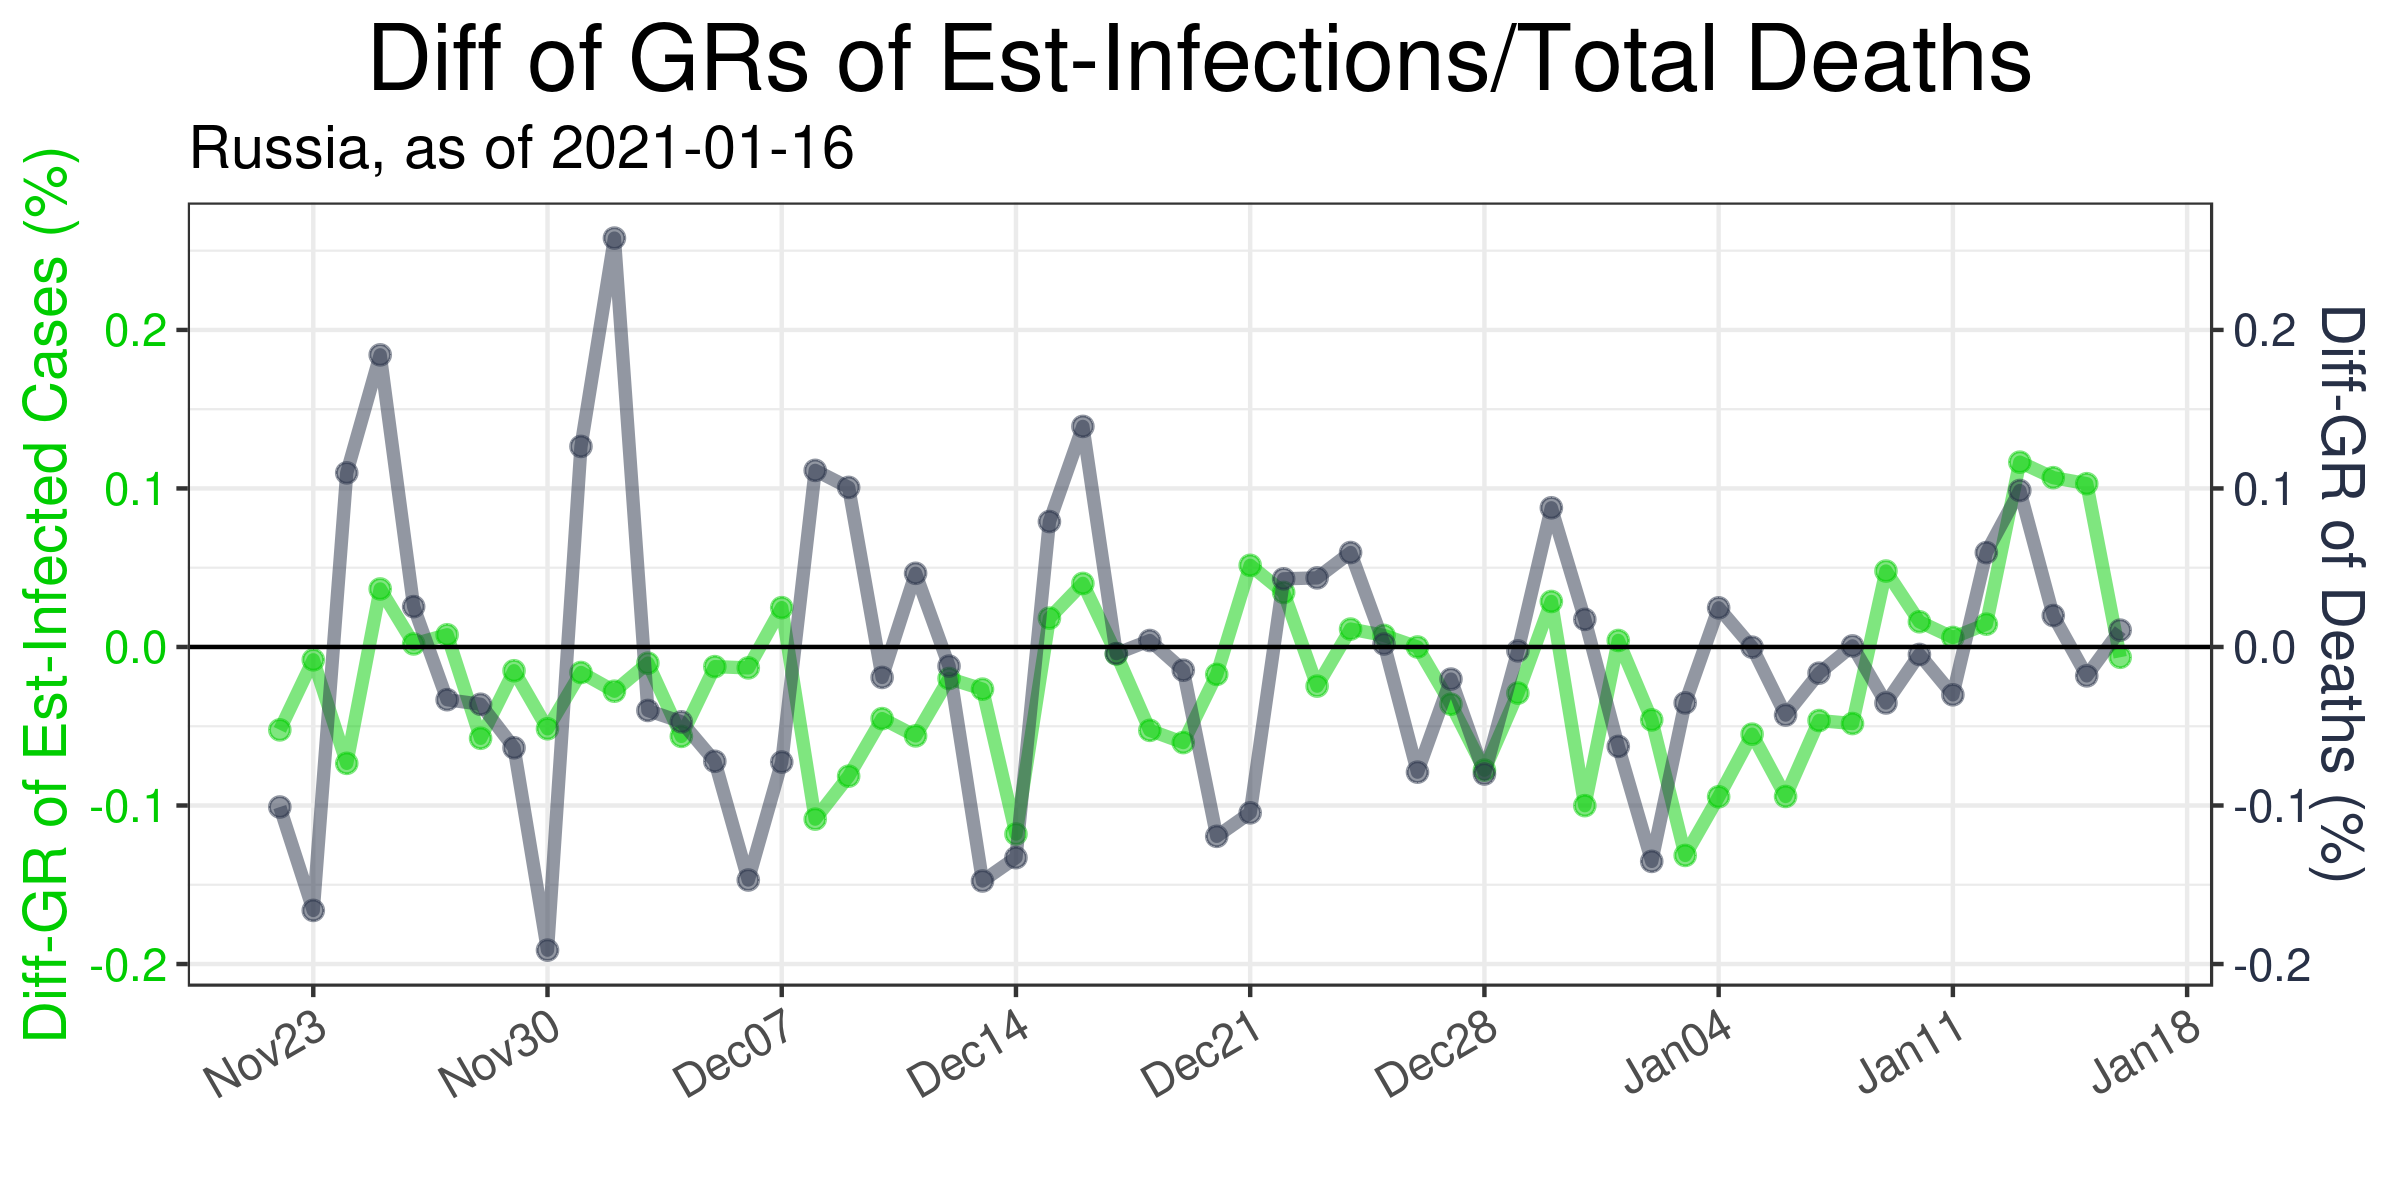 Diff of GRs of Est-Infections/Total Deaths
Russia, as of 2021-01-16
Diff-GR of Est-Infected Cases (%)
0.2
0.1
0.0
-0.1
-0.2
0.2
0.1
0.0
-0.1
-0.2
Diff-GR of Deaths (%)
Nov23
Nov30
Dec07
Dec14
Dec21
Dec28
Jan04
Jan11
Jan18